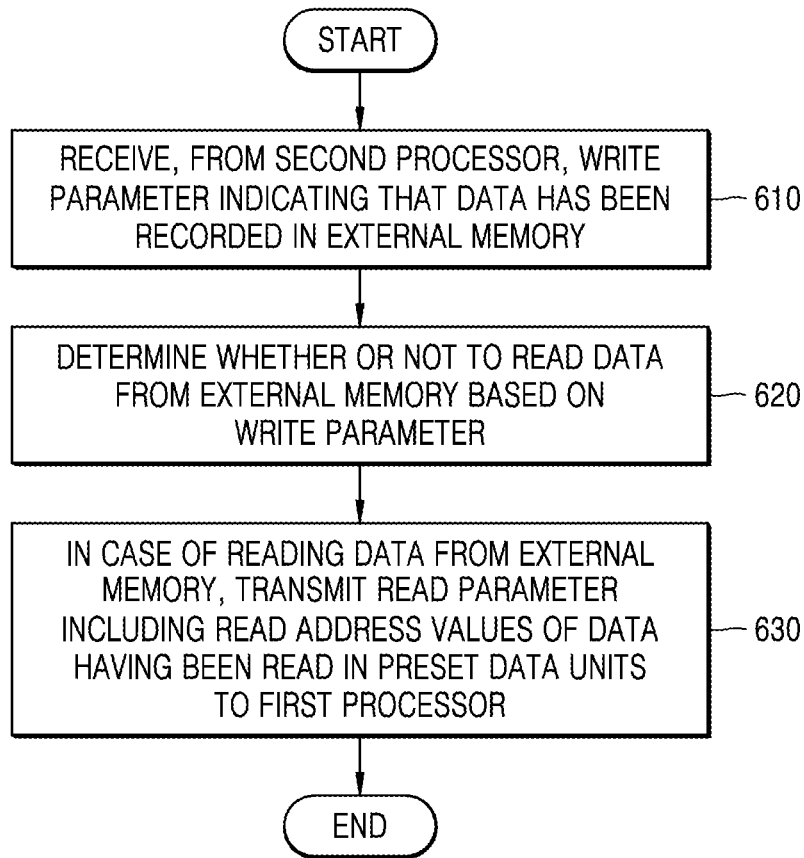 START
RECEIVE, FROM SECOND PROCESSOR, WRITE
PARAMETER INDICATING THAT DATA HAS BEEN
RECORDED IN EXTERNAL MEMORY
610
DETERMINE WHETHER OR NOT TO READ DATA
FROM EXTERNAL MEMORY BASED ON
WRITE PARAMETER
620
IN CASE OF READING DATA FROM EXTERNAL
MEMORY, TRANSMIT READ PARAMETER
INCLUDING READ ADDRESS VALUES OF DATA
HAVING BEEN READ IN PRESET DATA UNITS
TO FIRST PROCESSOR
630
END